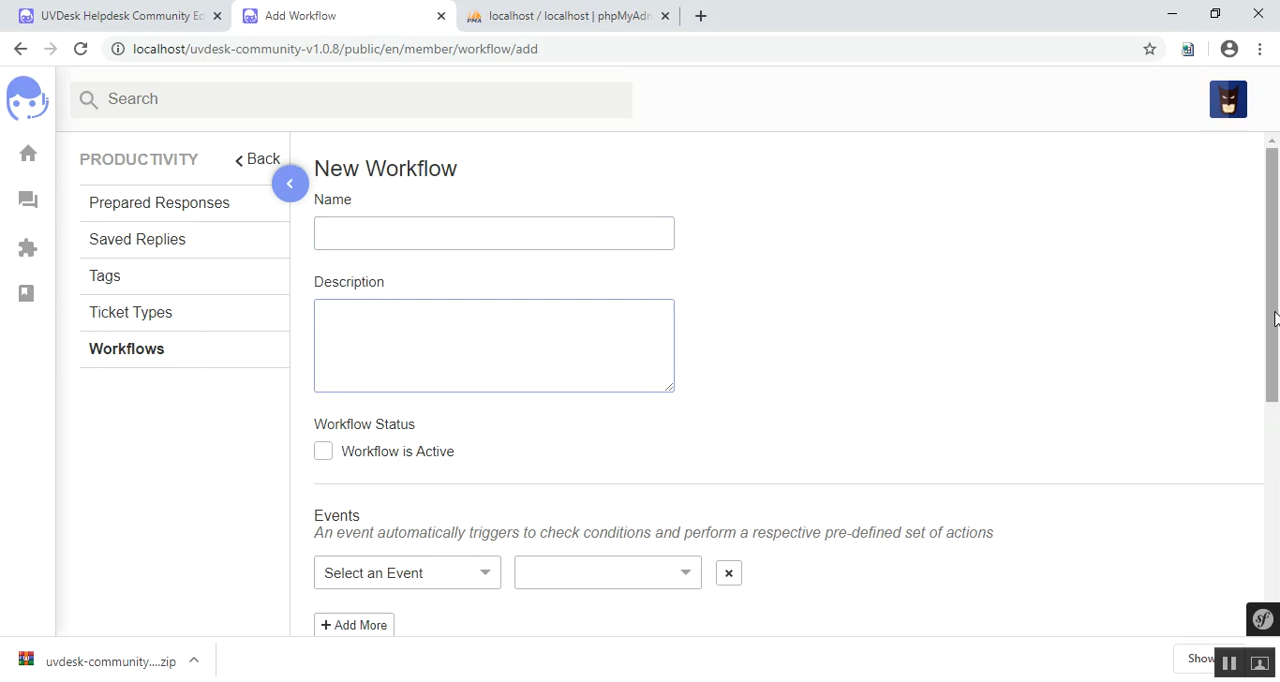 UVDesk Helpdesk Community Ed
Add Workflow
localhost / localhost | phpMyAdm
localhost/uvdesk-community-v1.0.8/public/en/member/workflow/add
Search
PRODUCTIVITY
Back
Prepared Responses
Saved Replies
Tags
Ticket Types
Workflows
New Workflow
Name
Description
Workflow Status
Workflow is Active
Events
An event automatically triggers to check conditions and perform a respective pre-defined set of actions
Select an Event
+ Add More
sf
uvdesk-community....zip
Show